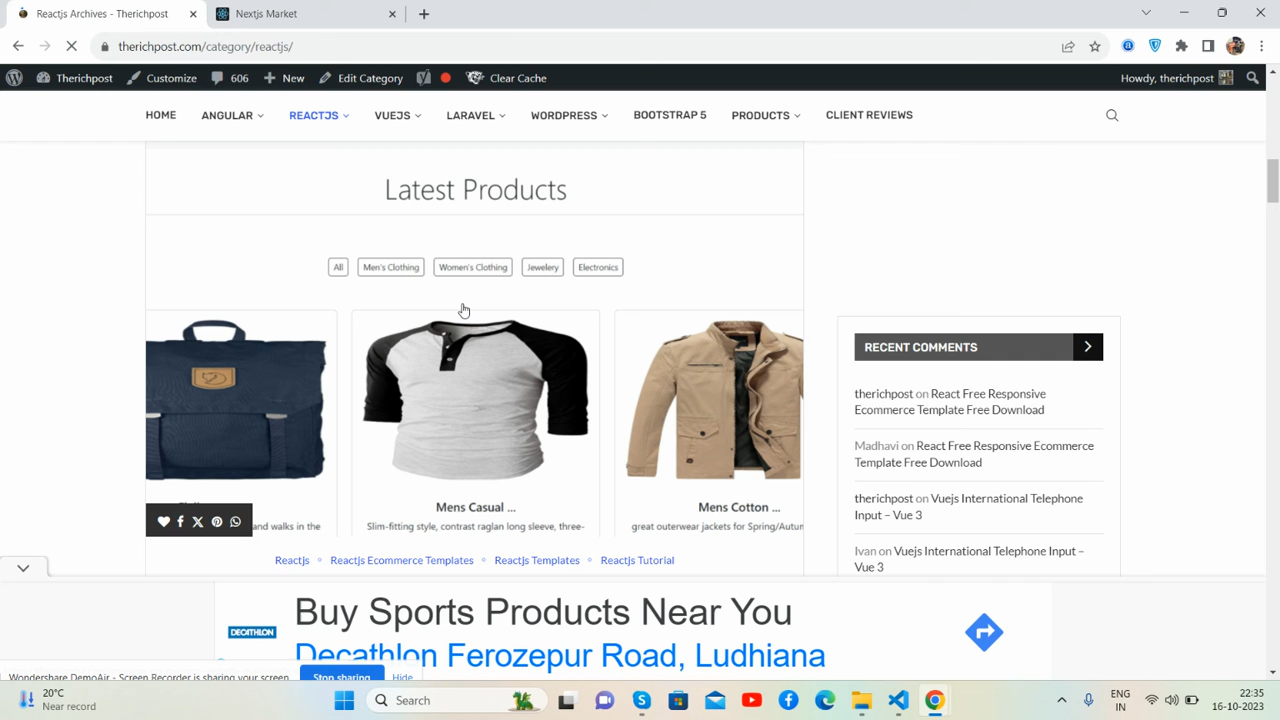 Reactjs Archives - Therichpost
Nextjs Market
therichpost.com/category/reactjs/
Therichpost Customize 606 New Edit Category Clear Cache Howdy, therichpost
HOME ANGULAR REACTJS VUEJS LARAVEL WORDPRESS BOOTSTRAP 5 PRODUCTS CLIENT REVIEWS
Latest Products
All Men's Clothing Women's Clothing Jewelery Electronics
Mens Casual ...
Mens Cotton ...
and walks in the
Slim-fitting style, contrast raglan long sleeve, three-
great outerwear jackets for Spring/Autum
Reactjs Reactjs Ecommerce Templates Reactjs Templates Reactjs Tutorial
RECENT COMMENTS
therichpost on React Free Responsive
Ecommerce Template Free Download
Madhavi on React Free Responsive Ecommerce
Template Free Download
therichpost on Vuejs International Telephone
Input – Vue 3
Ivan on Vuejs International Telephone Input –
Vue 3
DECATHLON
Buy Sports Products Near You
Decathlon Ferozepur Road, Ludhiana
Wondershare DemoAir - Screen Recorder is sharing your screen.
Stop sharing
Hide
20°C
Near record
Search
ENG
IN
22:35
16-10-2023